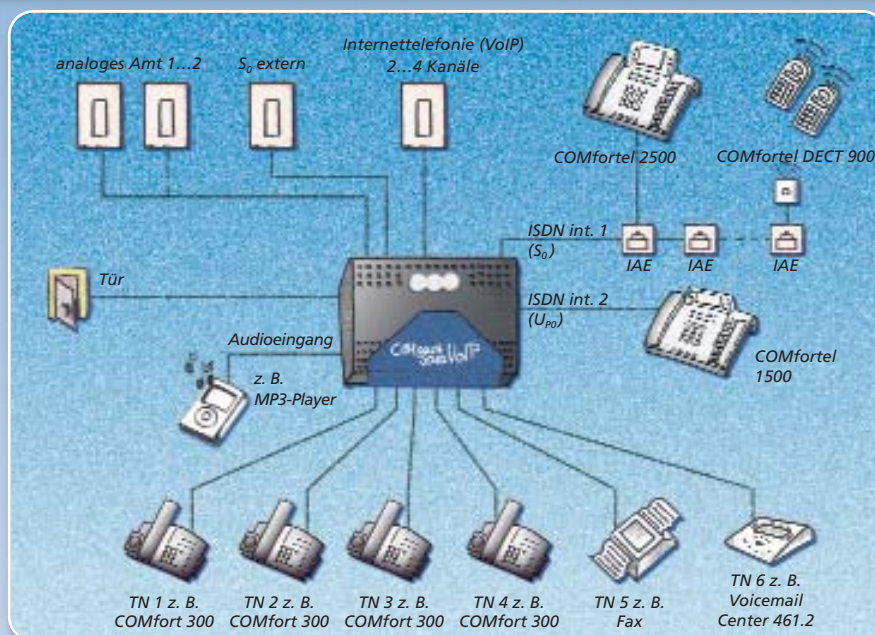 analoges Amt 1…2
S₀ extern
Internettelefonie (VoIP)
2…4 Kanäle
COMfortel 2500
COMfortel DECT 900
ISDN int. 1
(S₀)
IAE
IAE
IAE
Tür
ISDN int. 2
(U_P0)
Audioeingang
COMfortel
1500
z. B.
MP3-Player
VoIP
TN 1 z. B.
COMfort 300
TN 2 z. B.
COMfort 300
TN 3 z. B.
COMfort 300
TN 4 z. B.
COMfort 300
TN 5 z. B.
Fax
TN 6 z. B.
Voicemail
Center 461.2